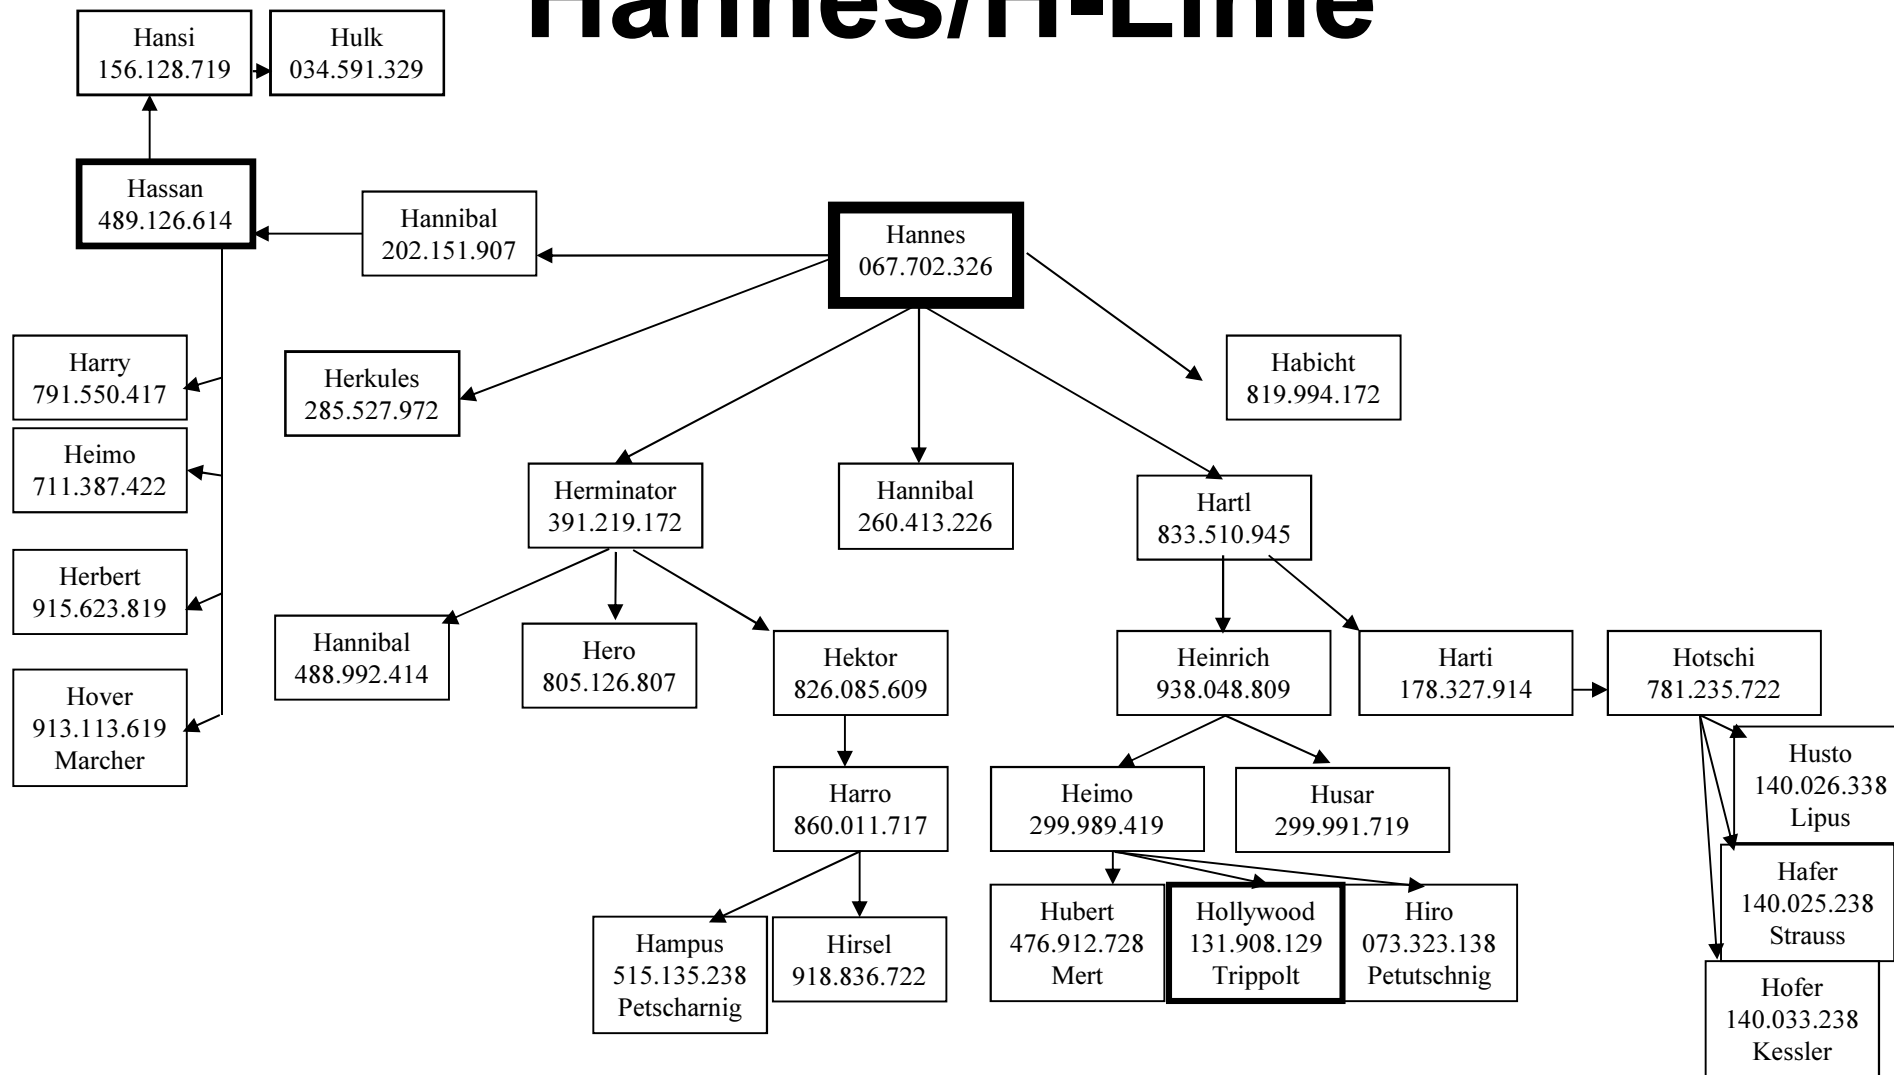 Hannes/H-Linie
Hansi
156.128.719
Hulk
034.591.329
Hassan
489.126.614
Hannibal
202.151.907
Hannes
067.702.326
Harry
791.550.417
Herkules
285.527.972
Habicht
819.994.172
Heimo
711.387.422
Herminator
391.219.172
Hannibal
260.413.226
Hartl
833.510.945
Herbert
915.623.819
Hannibal
488.992.414
Hero
805.126.807
Hektor
826.085.609
Heinrich
938.048.809
Harti
178.327.914
Hotschi
781.235.722
Hover
913.113.619
Marcher
Harro
860.011.717
Heimo
299.989.419
Husar
299.991.719
Husto
140.026.338
Lipus
Hafer
140.025.238
Strauss
Hampus
515.135.238
Petscharnig
Hirsel
918.836.722
Hubert
476.912.728
Mert
Hollywood
131.908.129
Trippolt
Hiro
073.323.138
Petutschnig
Hofer
140.033.238
Kessler